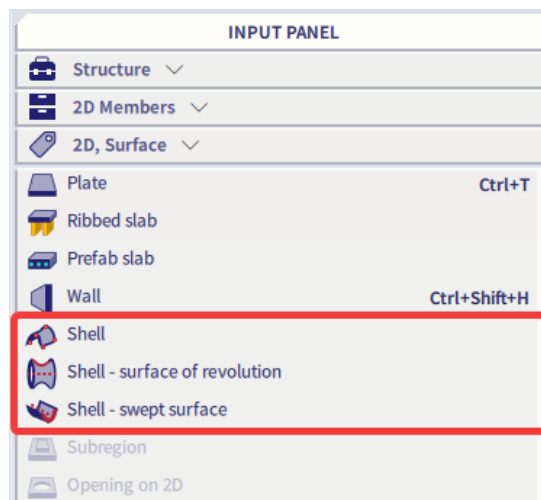 INPUT PANEL
Structure
2D Members
2D, Surface
Plate Ctrl+T
Ribbed slab
Prefab slab
Wall Ctrl+Shift+H
Shell
Shell - surface of revolution
Shell - swept surface
Subregion
Opening on 2D